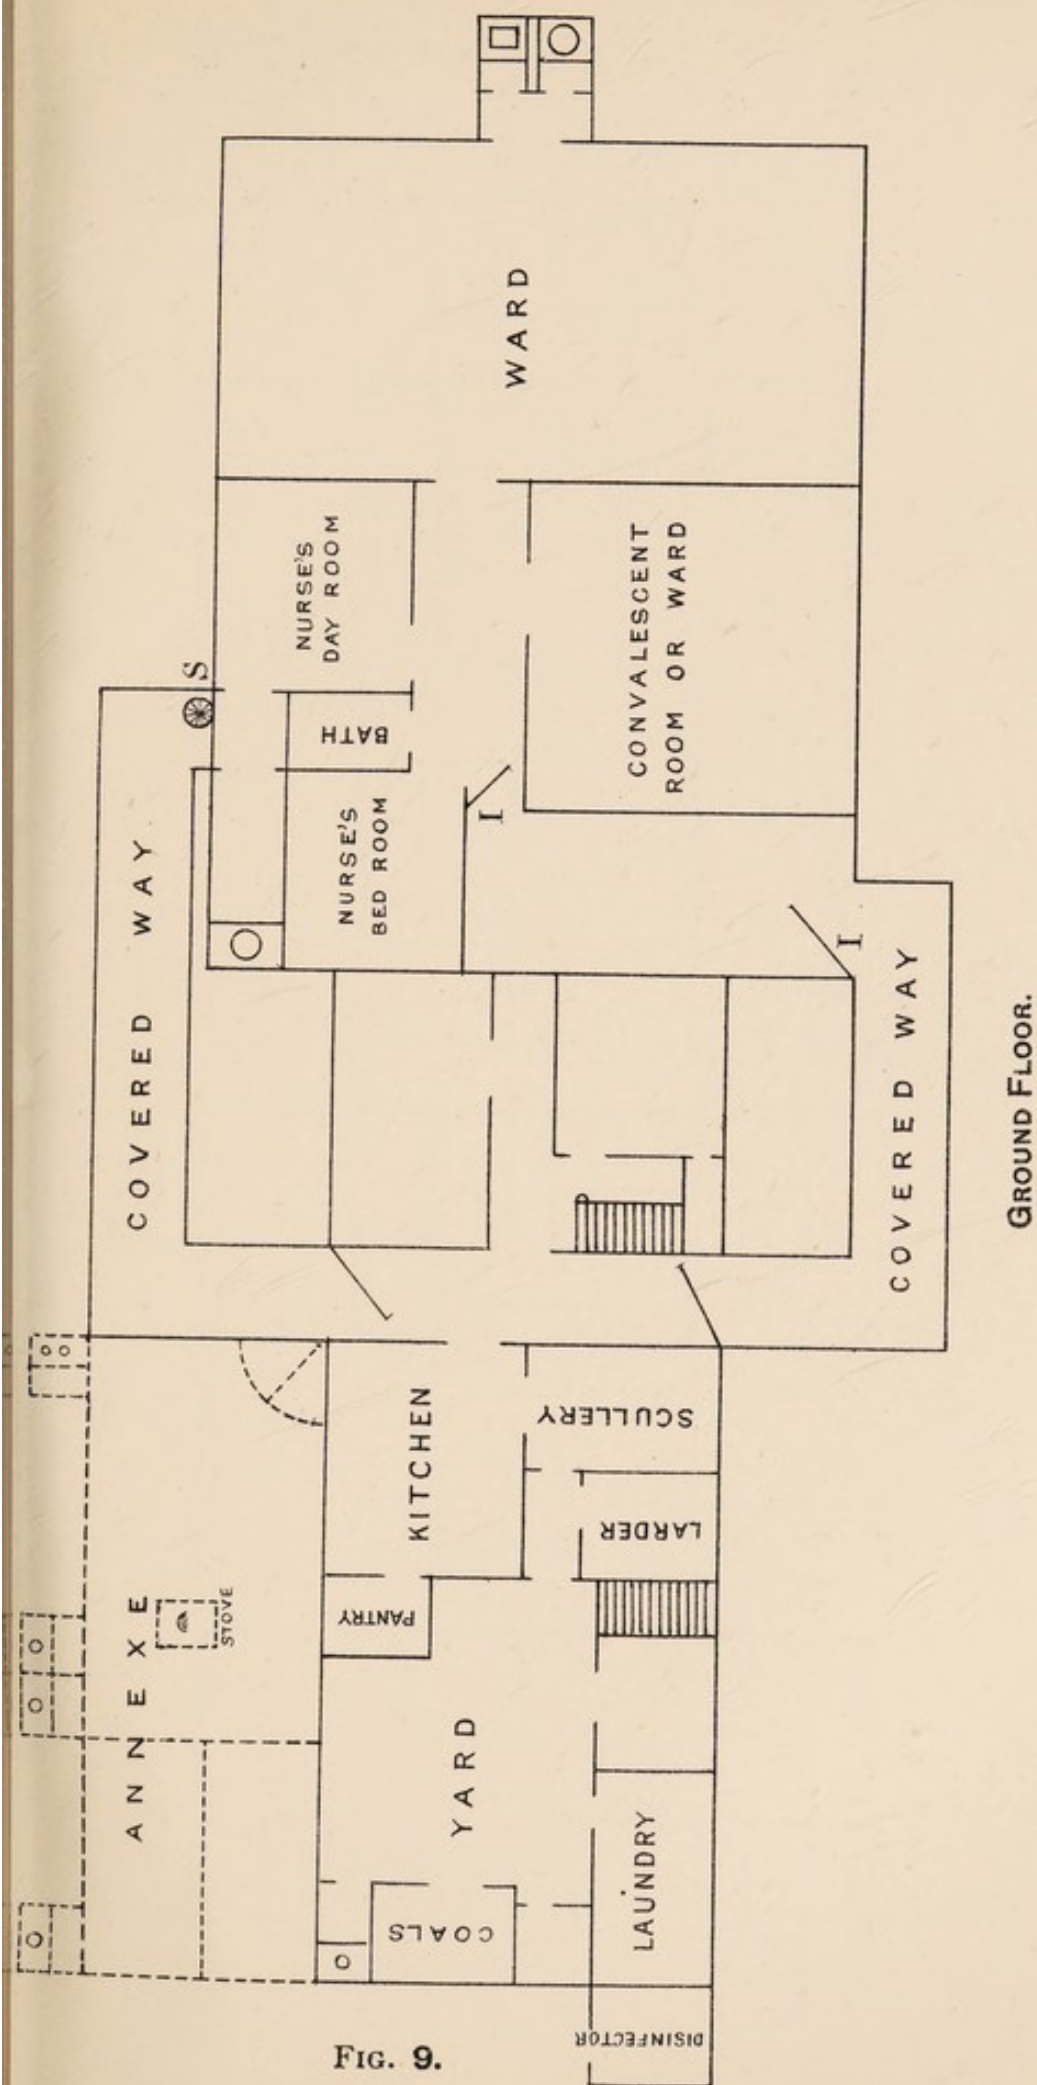 WARD
NURSE'S
DAY ROOM
S
BATH
CONVALESCENT
ROOM OR WARD
I
NURSE'S
BED ROOM
COVERED WAY
I
COVERED WAY
GROUND FLOOR.
KITCHEN
SCULLERY
LARDER
PANTRY
ANNEXE
STOVE
YARD
LAUNDRY
COALS
DISINFECTOR
FIG. 9.